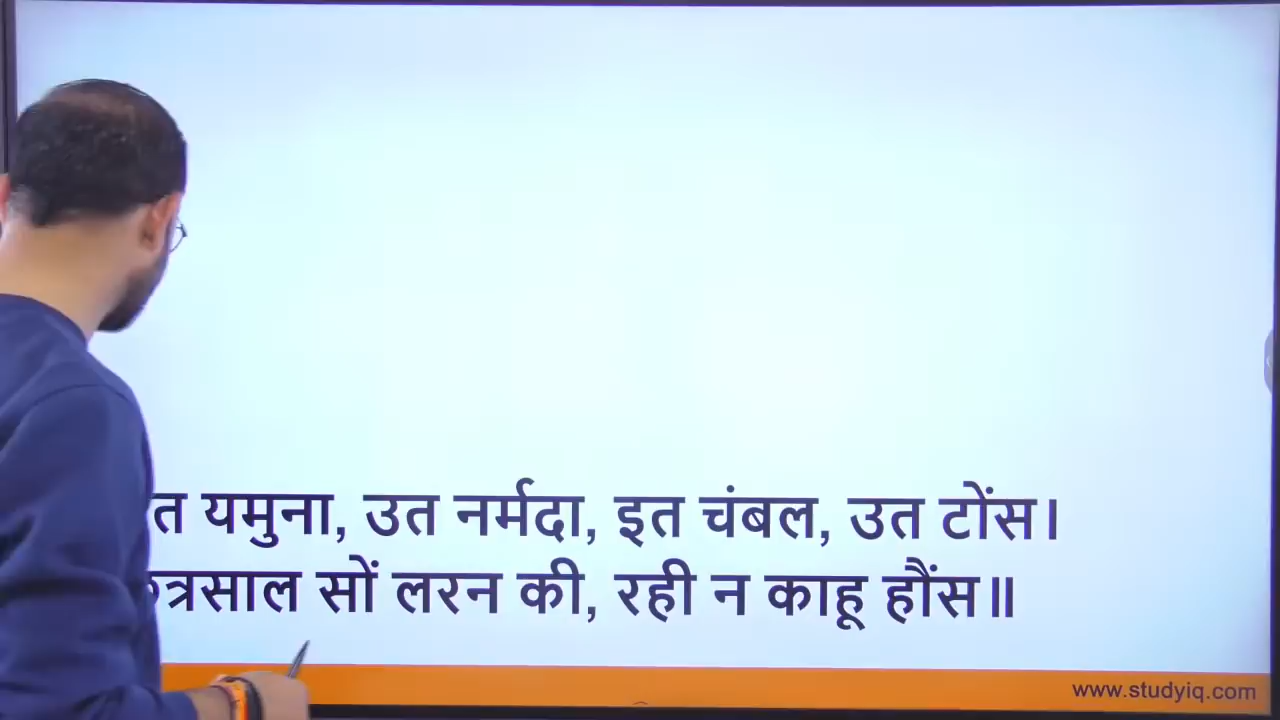 यमुना, उत नर्मदा, इत चंबल, उत टोंस।
सों लरन की, रही न काहू हौंस॥
www.studyiq.com